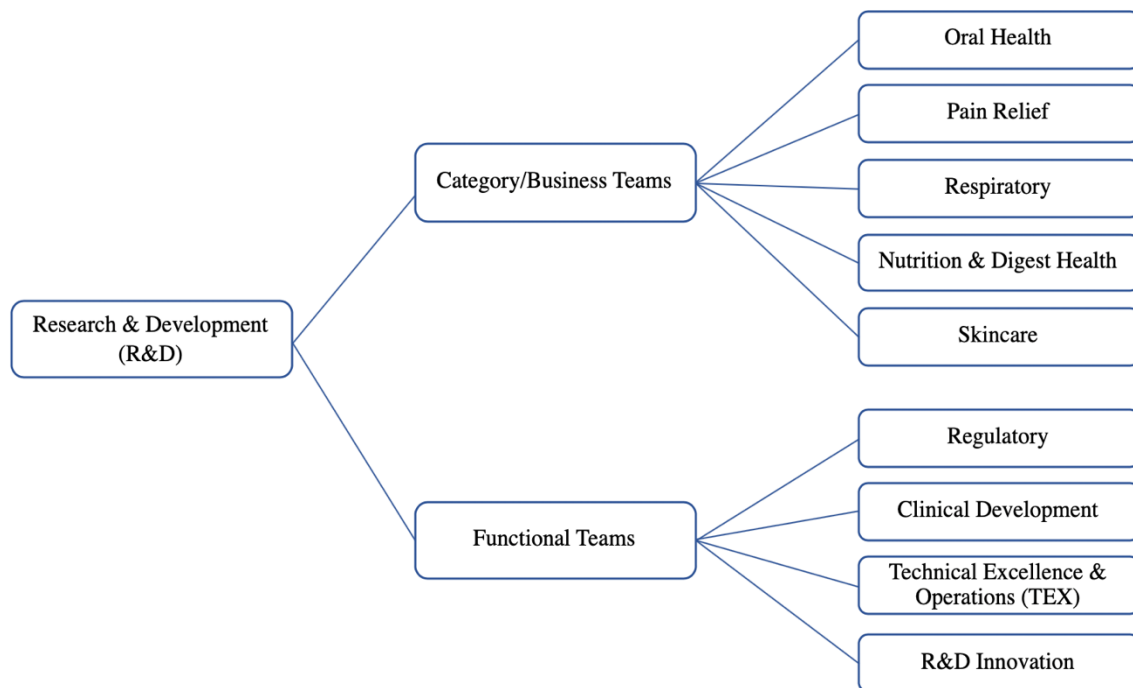 Oral Health
Pain Relief
Category/Business Teams
Respiratory
Nutrition & Digest Health
Skincare
Research & Development
(R&D)
Regulatory
Clinical Development
Functional Teams
Technical Excellence &
Operations (TEX)
R&D Innovation